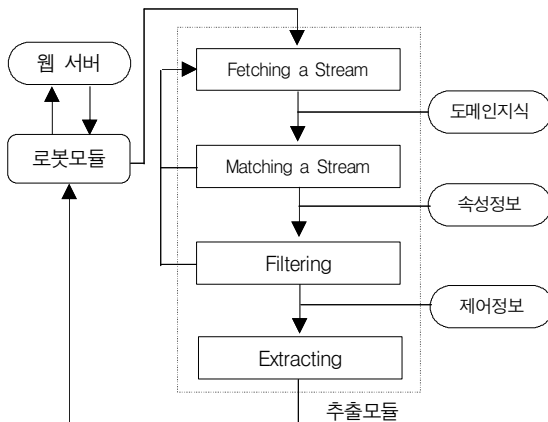 웹 서버
Fetching a Stream
도메인지식
로봇모듈
Matching a Stream
속성정보
Filtering
제어정보
Extracting
추출모듈